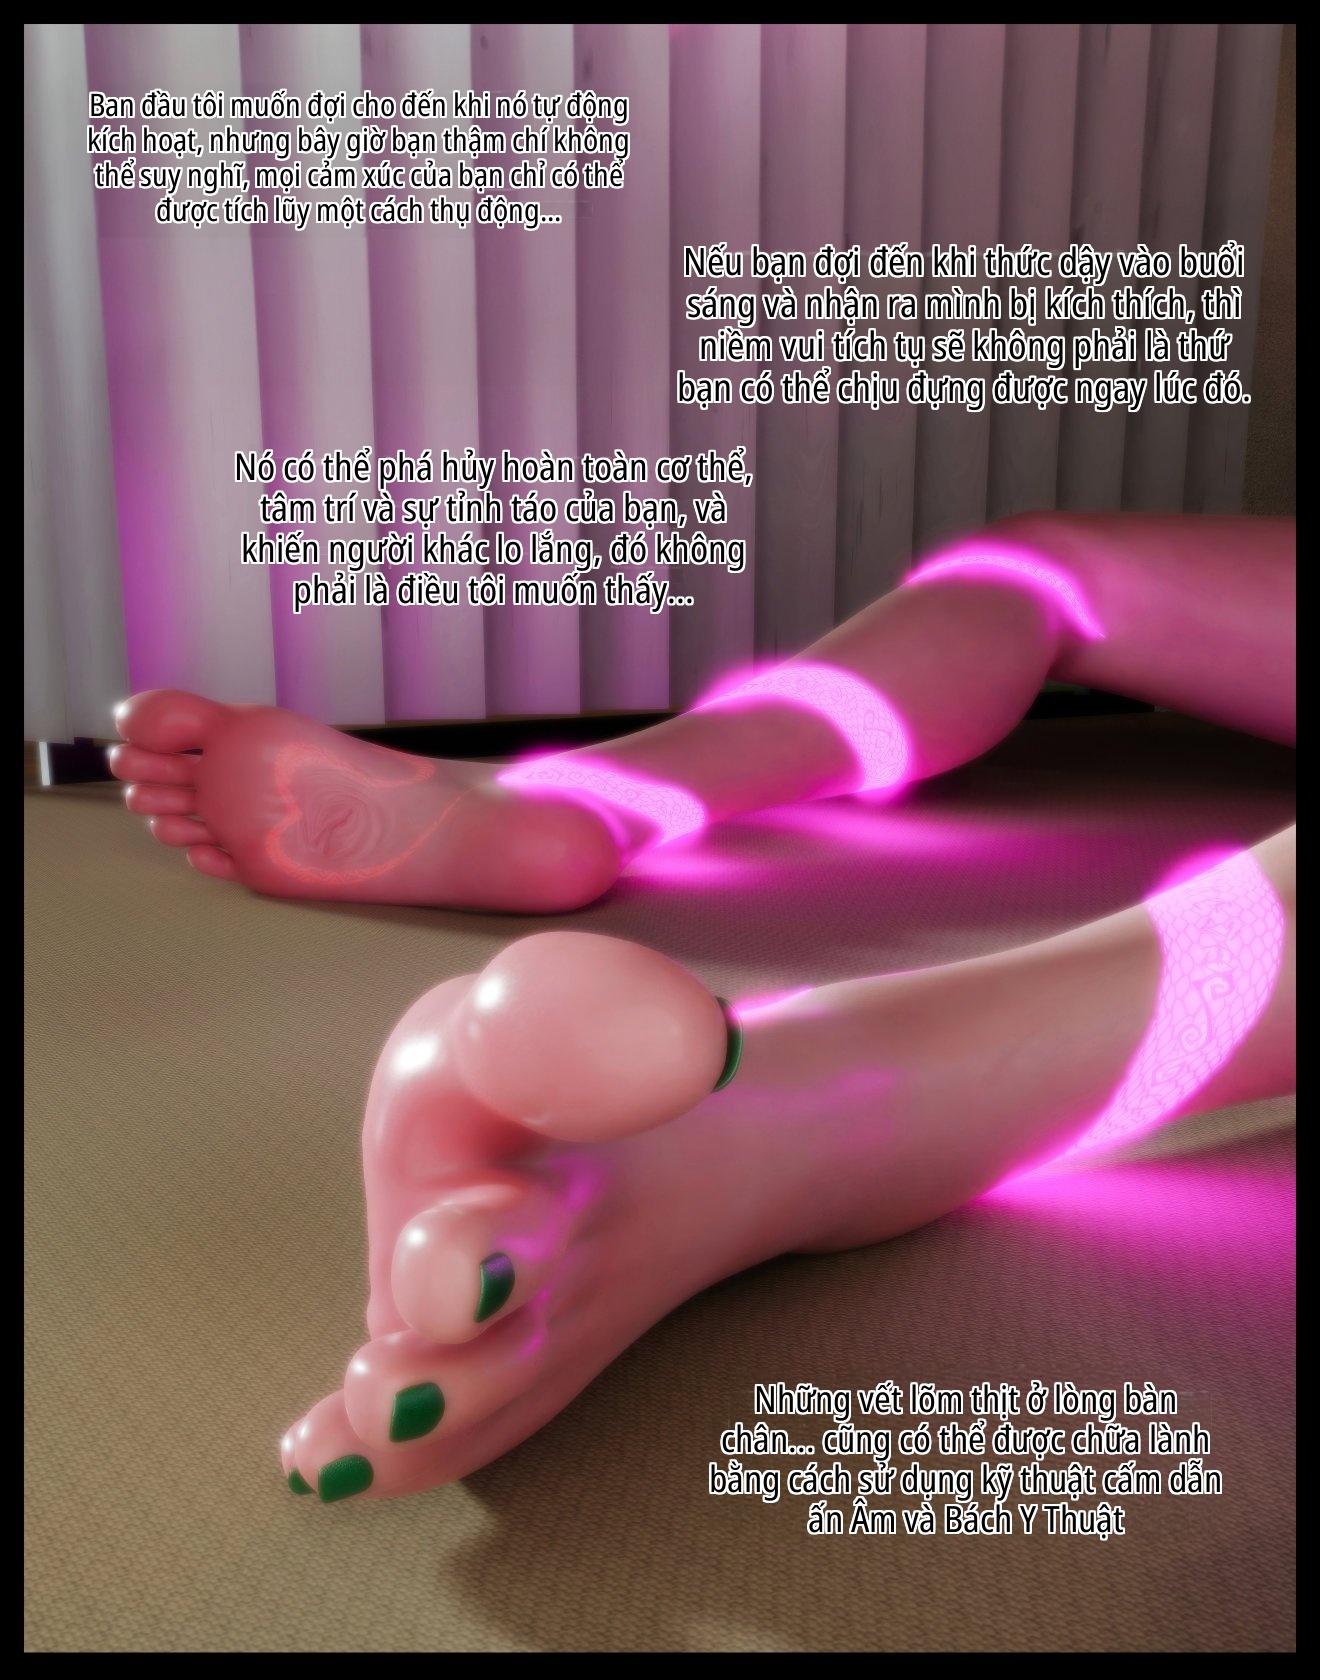 Ban đầu tôi muốn đợi cho đến khi nó tự động
kích hoạt, nhưng bây giờ bạn thậm chí không
thể suy nghĩ, mọi cảm xúc của bạn chỉ có thể
được tích lũy một cách thụ động...
Nếu bạn đợi đến khi thức dậy vào buổi
sáng và nhận ra mình bị kích thích, thì
niềm vui tích tụ sẽ không phải là thứ
bạn có thể chịu đựng được ngay lúc đó.
Nó có thể phá hủy hoàn toàn cơ thể,
tâm trí và sự tỉnh táo của bạn, và
khiến người khác lo lắng, đó không
phải là điều tôi muốn thấy...
Những vết lõm thịt ở lòng bàn
chân... cũng có thể được chữa lành
bằng cách sử dụng kỹ thuật cấm dẫn
ấn Âm và Bách Y Thuật